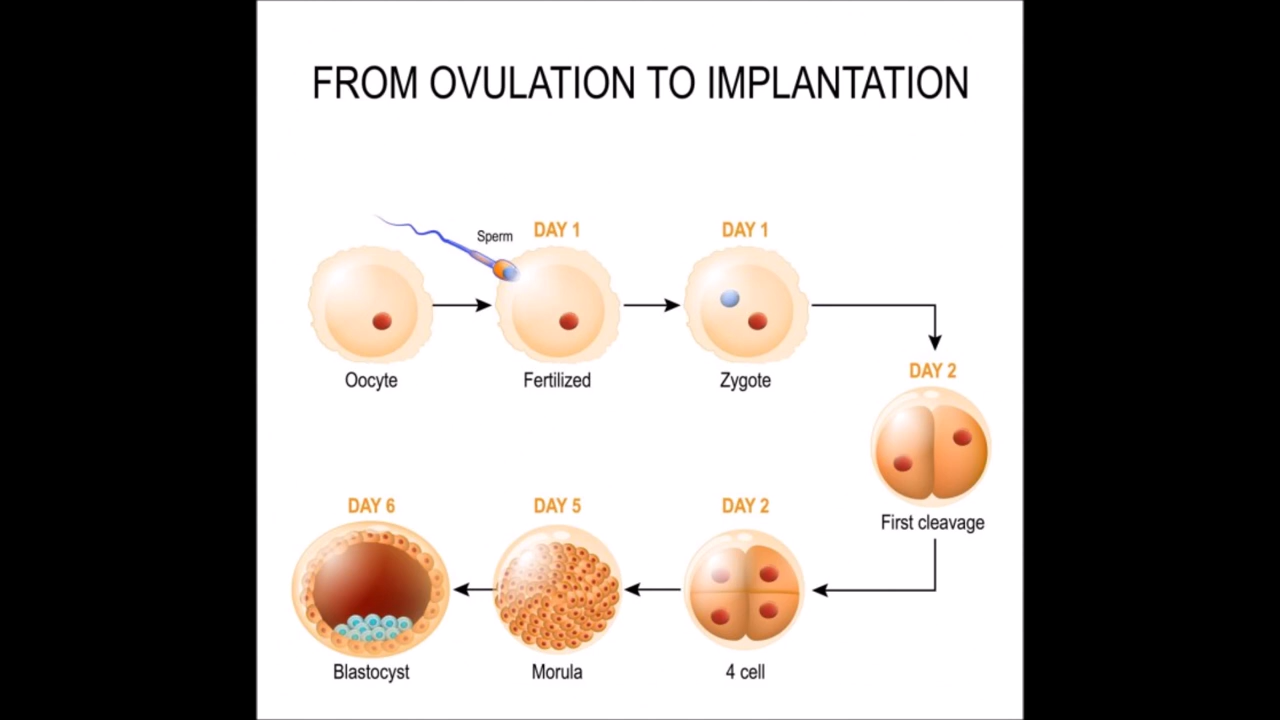 FROM OVULATION TO IMPLANTATION
Sperm
DAY 1
DAY 1
Oocyte
Fertilized
Zygote
DAY 2
First cleavage
DAY 6
DAY 5
DAY 2
Blastocyst
Morula
4 cell